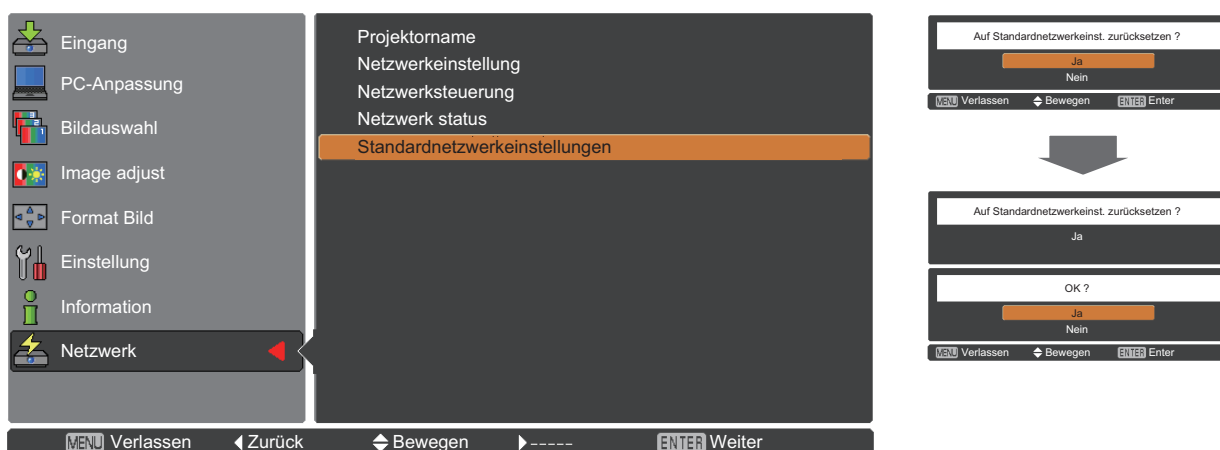 Eingang
PC-Anpassung
Bildauswahl
Image adjust
Format Bild
Einstellung
Information
Netzwerk
Projektorname
Netzwerkeinstellung
Netzwerksteuerung
Netzwerk status
Standardnetzwerkeinstellungen
MENU Verlassen Zurück Bewegen ----- ENTER Weiter
Auf Standardnetzwerkeinst. zurücksetzen ?
Ja
Nein
MENU Verlassen Bewegen ENTER Enter
Auf Standardnetzwerkeinst. zurücksetzen ?
Ja
OK ?
Ja
Nein
MENU Verlassen Bewegen ENTER Enter